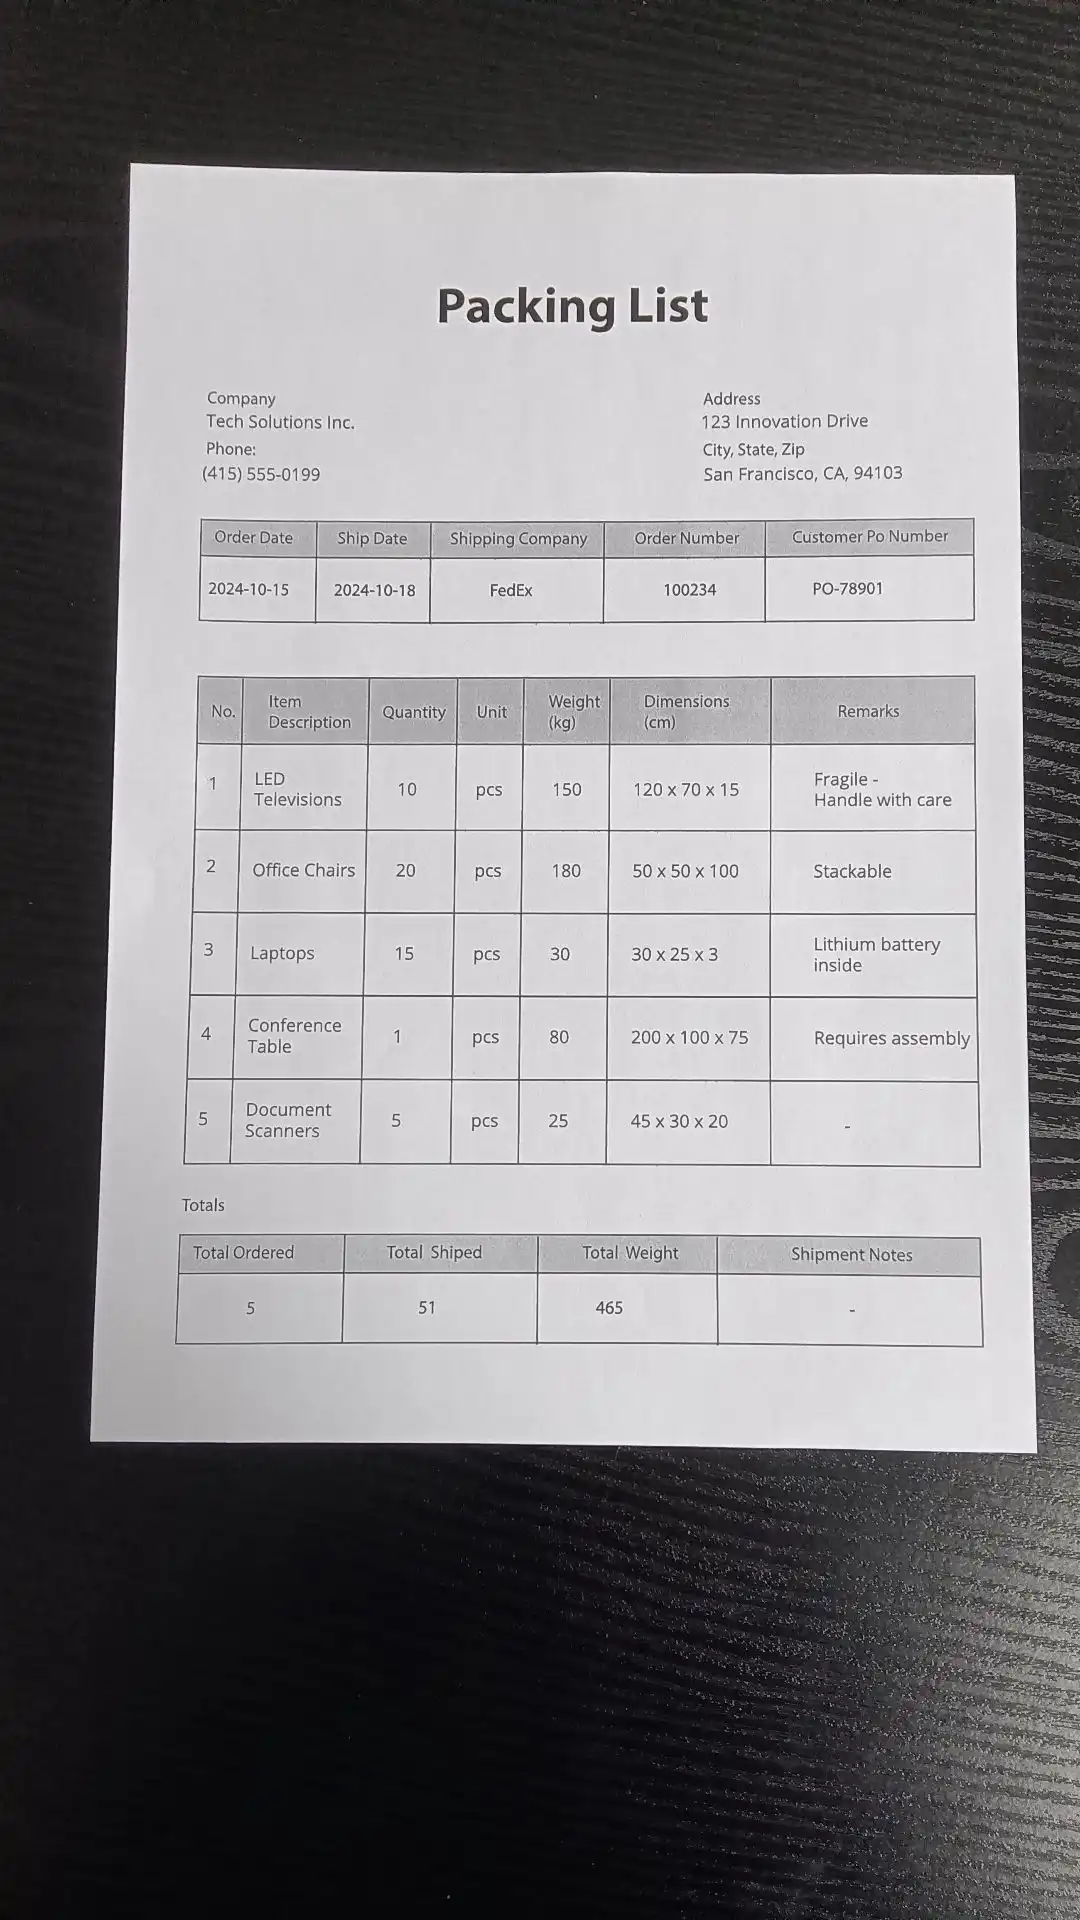 Packing List
Company
Tech Solutions Inc.
Phone:
(415) 555-0199
Address
123 Innovation Drive
City, State, Zip
San Francisco, CA, 94103
Order Date Ship Date Shipping Company Order Number Customer Po Number
2024-10-15 2024-10-18 FedEx 100234 PO-78901
No. Item Description Quantity Unit Weight (kg) Dimensions (cm) Remarks
1 LED Televisions 10 pcs 150 120 x 70 x 15 Fragile - Handle with care
2 Office Chairs 20 pcs 180 50 x 50 x 100 Stackable
3 Laptops 15 pcs 30 30 x 25 x 3 Lithium battery inside
4 Conference Table 1 pcs 80 200 x 100 x 75 Requires assembly
5 Document Scanners 5 pcs 25 45 x 30 x 20 -
Totals
Total Ordered Total Shiped Total Weight Shipment Notes
5 51 465 -